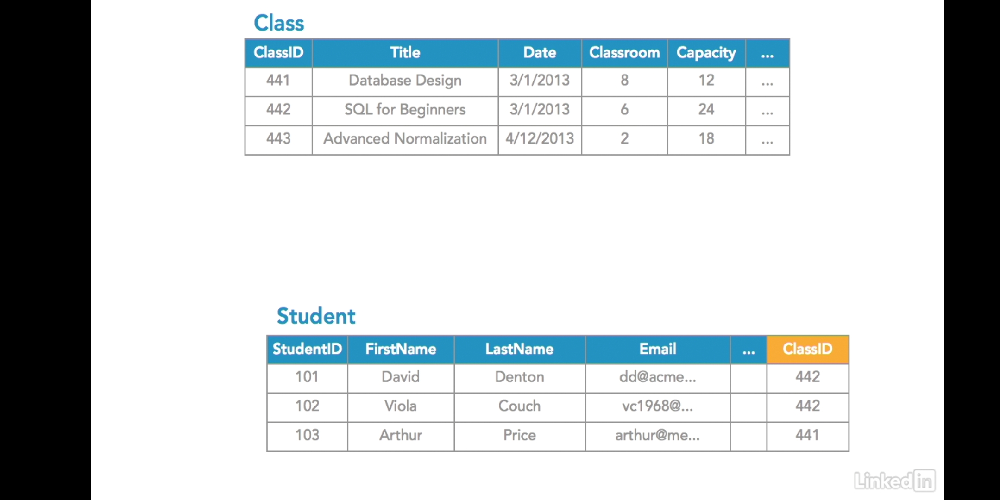 Class
ClassID Title Date Classroom Capacity ...
441 Database Design 3/1/2013 8 12 ...
442 SQL for Beginners 3/1/2013 6 24 ...
443 Advanced Normalization 4/12/2013 2 18 ...
Student
StudentID FirstName LastName Email ... ClassID
101 David Denton dd@acme... 442
102 Viola Couch vc1968@... 442
103 Arthur Price arthur@me... 441
Linked in